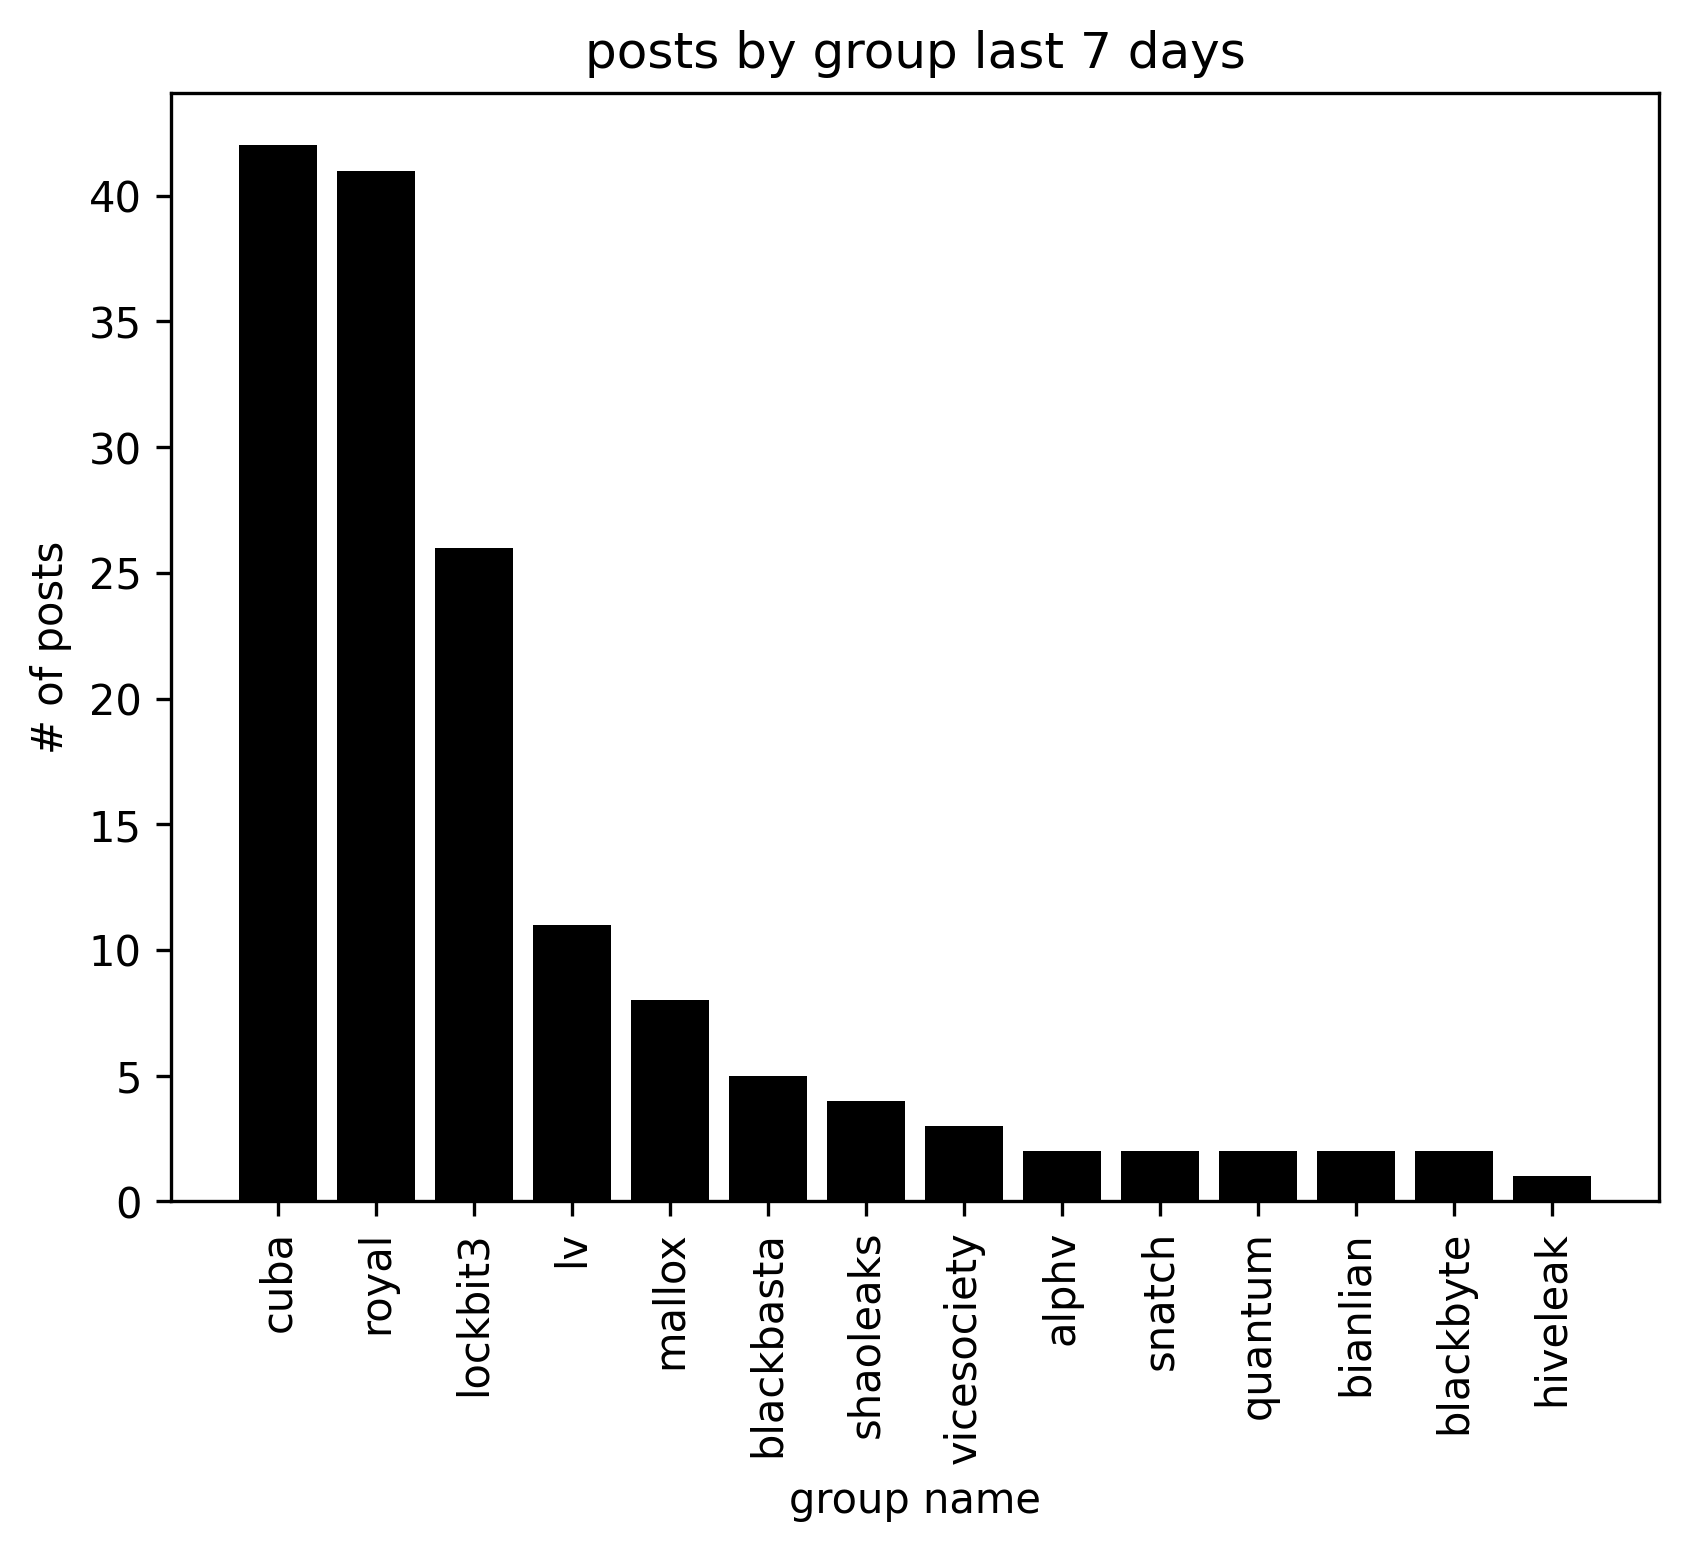 posts by group last 7 days
# of posts
40
35
30
25
20
15
10
5
0
cuba
royal
lockbit3
lv
mallox
blackbasta
shaoleaks
vicesociety
alphv
snatch
quantum
bianlian
blackbyte
hiveleak
group name